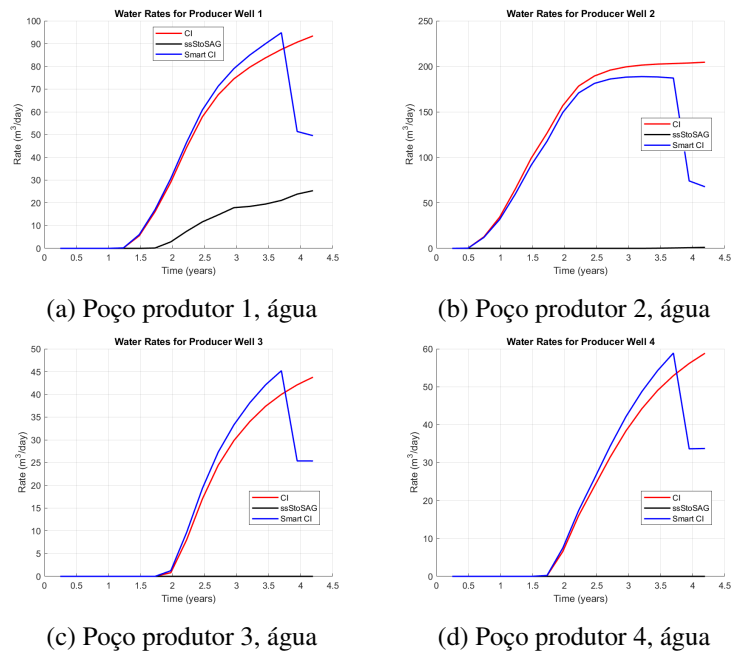 Water Rates for Producer Well 1
Rate (m³/day)
100
90
80
70
60
50
40
30
20
10
0
CI
ssStoSAG
Smart CI
0 0.5 1 1.5 2 2.5 3 3.5 4 4.5
Time (years)
(a) Poço produtor 1, água
Water Rates for Producer Well 2
Rate (m³/day)
250
200
150
100
50
0
CI
ssStoSAG
Smart CI
0 0.5 1 1.5 2 2.5 3 3.5 4 4.5
Time (years)
(b) Poço produtor 2, água
Water Rates for Producer Well 3
Rate (m³/day)
50
45
40
35
30
25
20
15
10
5
0
CI
ssStoSAG
Smart CI
0 0.5 1 1.5 2 2.5 3 3.5 4 4.5
Time (years)
(c) Poço produtor 3, água
Water Rates for Producer Well 4
Rate (m³/day)
60
50
40
30
20
10
0
CI
ssStoSAG
Smart CI
0 0.5 1 1.5 2 2.5 3 3.5 4 4.5
Time (years)
(d) Poço produtor 4, água